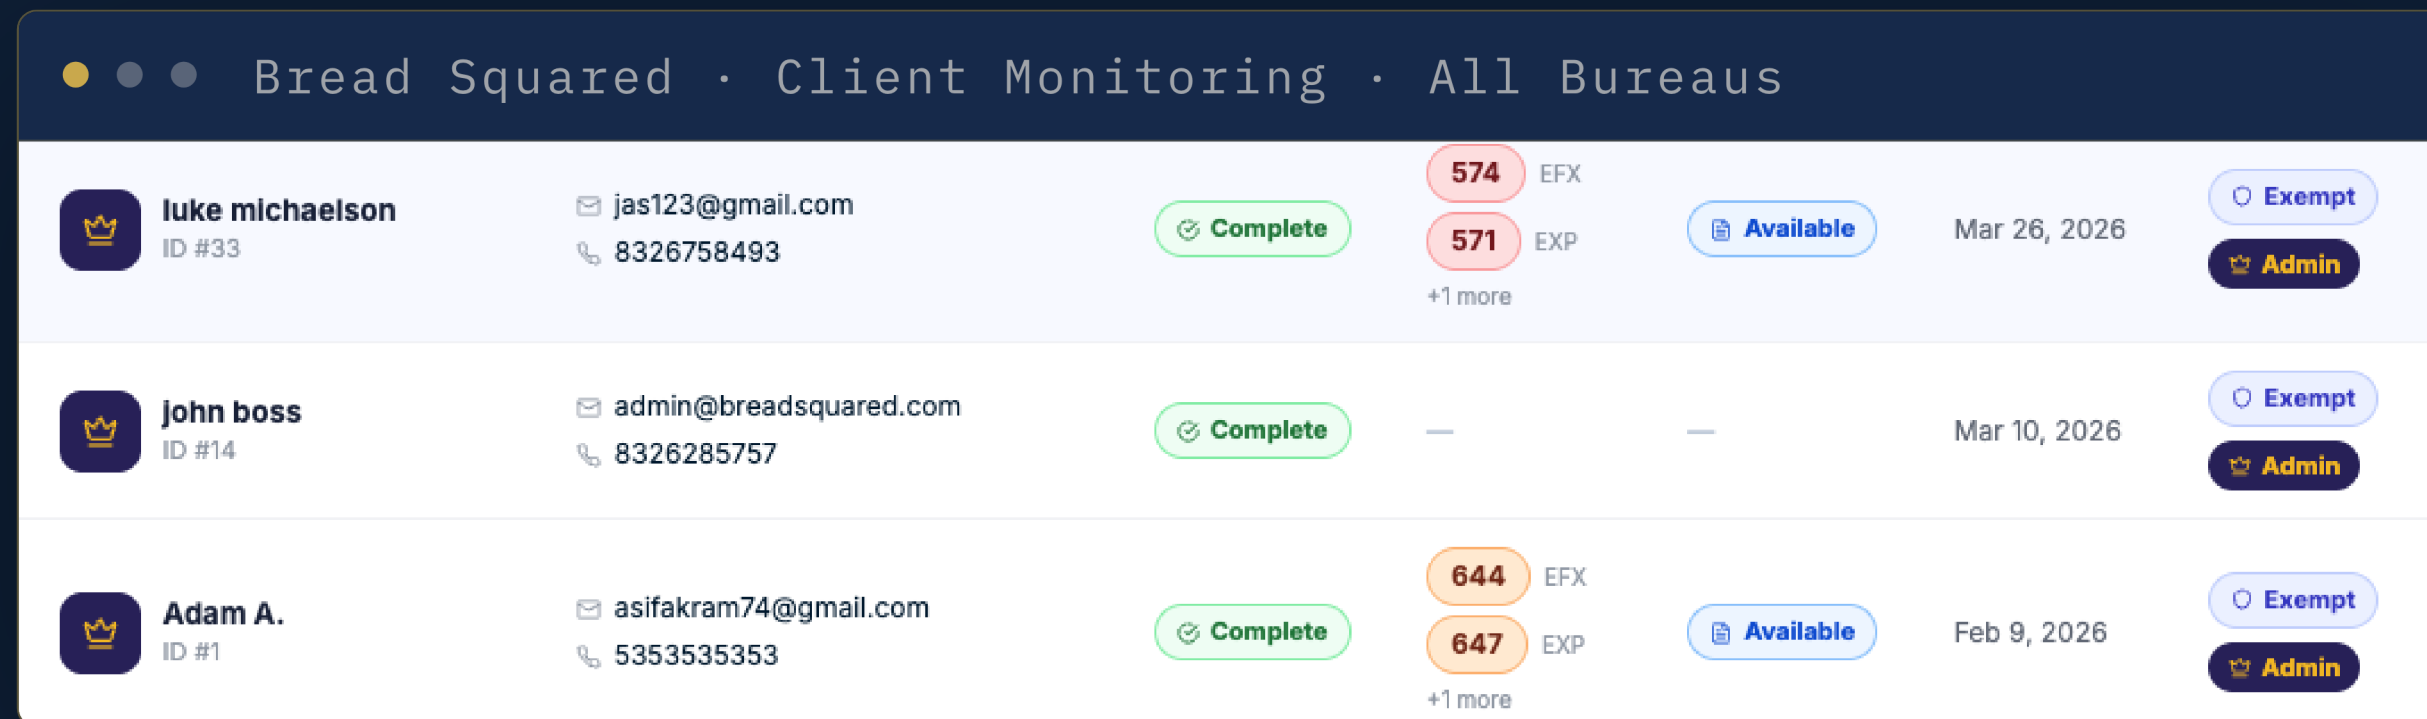 Bread Squared · Client Monitoring · All Bureaus
luke michaelson
ID #33
jas123@gmail.com
8326758493
Complete
574 EFX
571 EXP
+1 more
Available
Mar 26, 2026
Exempt
Admin
john boss
ID #14
admin@breadsquared.com
8326285757
Complete
—
—
Mar 10, 2026
Exempt
Admin
Adam A.
ID #1
asifakram74@gmail.com
5353535353
Complete
644 EFX
647 EXP
+1 more
Available
Feb 9, 2026
Exempt
Admin